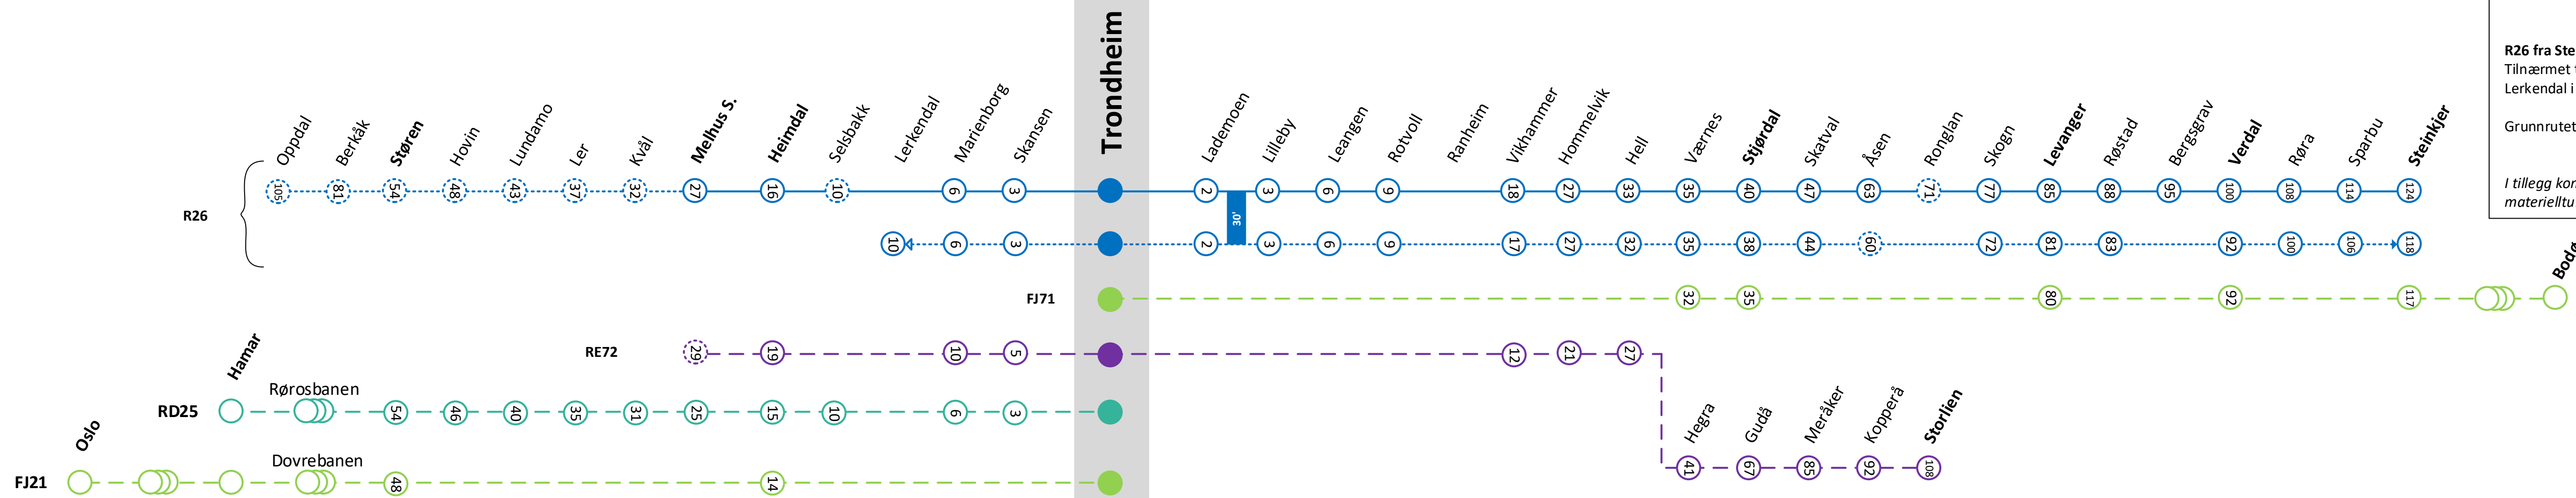 Trondheim
R26 fra Ste
Tilnærmet
Lerkendal i
Grunnrutet
I tillegg kor
materielltu
Oppdal Berkåk Støren Hovin Lundamo Ler Kvål Melhus S. Heimdal Selsbakk Lerkendal Marienborg Skansen Lademoen Lilleby Leangen Rotvoll Ranheim Vikhammer Hommelvik Hell Værnes Stjørdal Skatval Åsen Ronglan Skogn Levanger Røstad Bergsgrav Verdal Røra Sparbu Steinkjer
105 81 54 48 43 37 32 27 16 10 6 3 2 3 6 9 18 27 33 35 40 47 63 71 77 85 88 95 100 108 114 124
R26
30'
10 6 3 2 3 6 9 17 27 32 35 38 44 60 72 81 83 92 100 106 118
Bodø
FJ71 32 35 80 92 117
RE72 29 19 10 5 12 21 27
Hamar
Rørosbanen
RD25 54 46 40 35 31 25 15 10 6 3
Hegra Gudå Meråker Kopperå Storlien
41 67 85 92 108
Oslo
Dovrebanen
FJ21 48 14